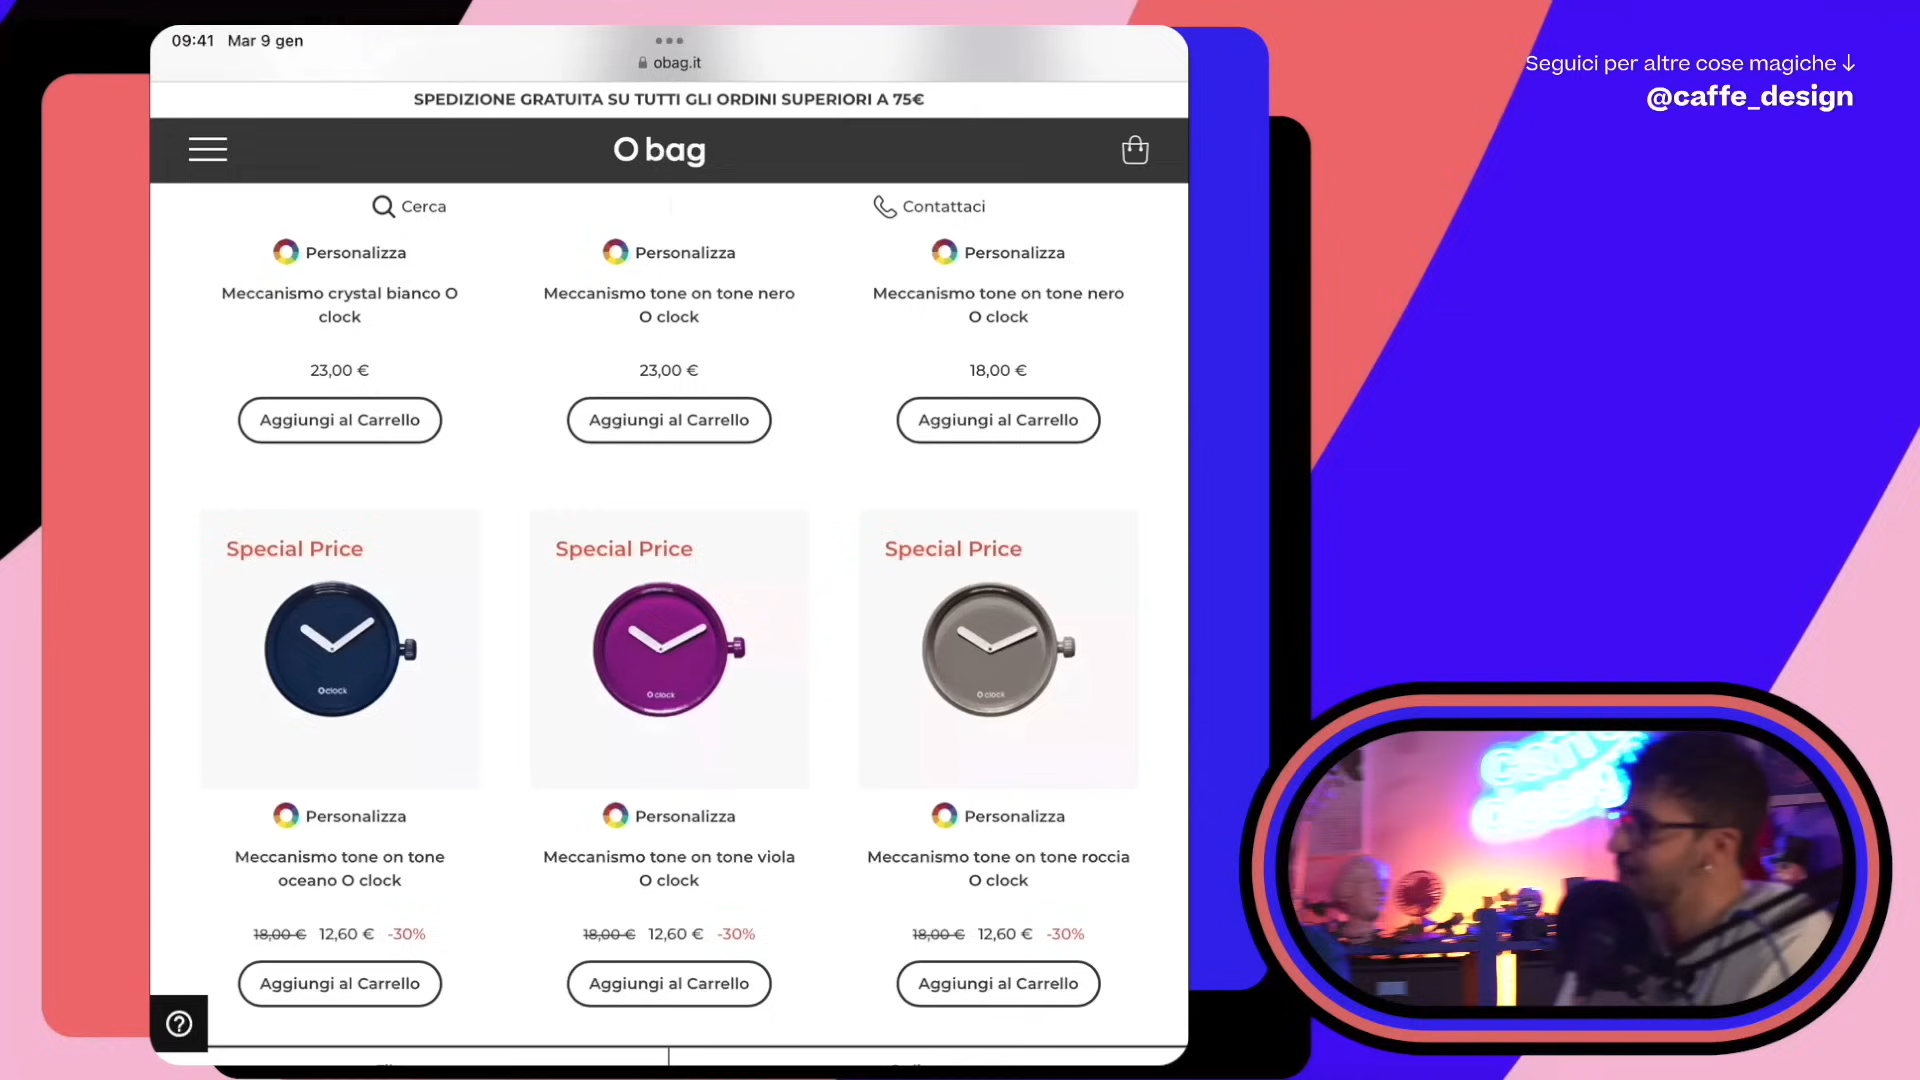 09:41 Mar 9 gen
obag.it
SPEDIZIONE GRATUITA SU TUTTI GLI ORDINI SUPERIORI A 75€
O bag
Cerca
Contattaci
Personalizza
Personalizza
Personalizza
Meccanismo crystal bianco O
clock
Meccanismo tone on tone nero
O clock
Meccanismo tone on tone nero
O clock
23,00 €
23,00 €
18,00 €
Aggiungi al Carrello
Aggiungi al Carrello
Aggiungi al Carrello
Special Price
Special Price
Special Price
O clock
O clock
O clock
Personalizza
Personalizza
Personalizza
Meccanismo tone on tone
oceano O clock
Meccanismo tone on tone viola
O clock
Meccanismo tone on tone roccia
O clock
18,00 € 12,60 € -30%
18,00 € 12,60 € -30%
18,00 € 12,60 € -30%
Aggiungi al Carrello
Aggiungi al Carrello
Aggiungi al Carrello
Seguici per altre cose magiche ↓
@caffe_design